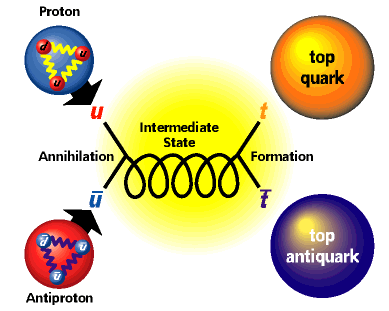 Proton
d
u
u
top
quark
u
t
Intermediate
State
Annihilation
Formation
ū
t̄
d̄
ū
ū
top
antiquark
Antiproton